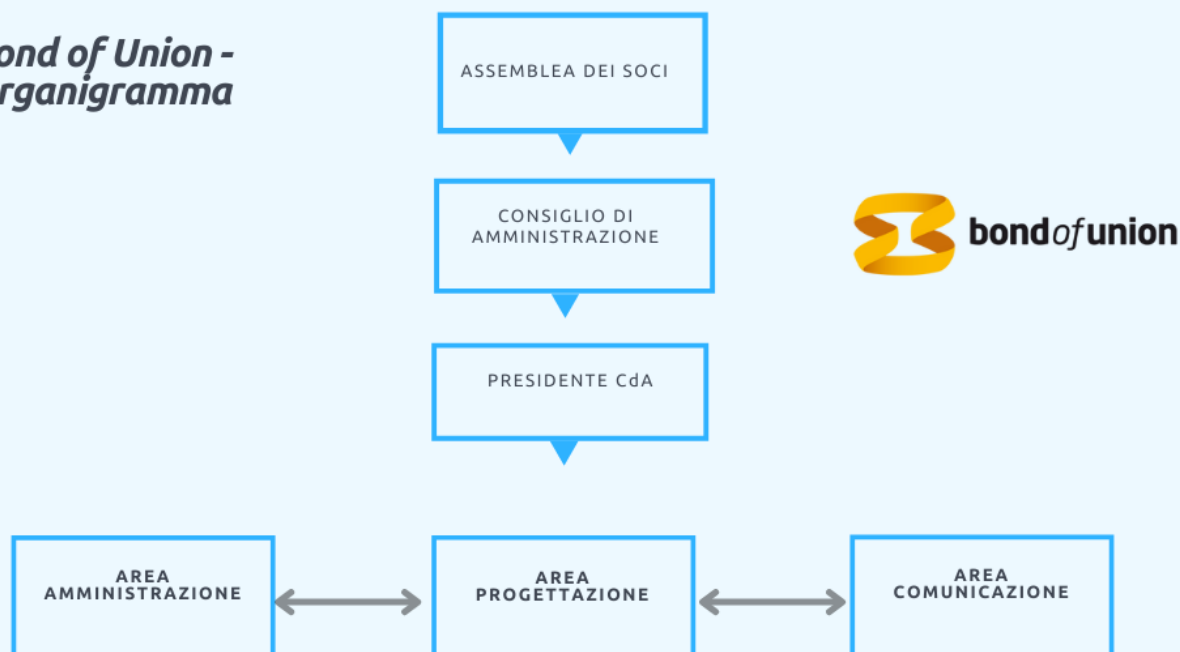 ond of Union -
rganigramma
ASSEMBLEA DEI SOCI
CONSIGLIO DI
AMMINISTRAZIONE
bondofunion
PRESIDENTE CdA
AREA
AMMINISTRAZIONE
AREA
PROGETTAZIONE
AREA
COMUNICAZIONE